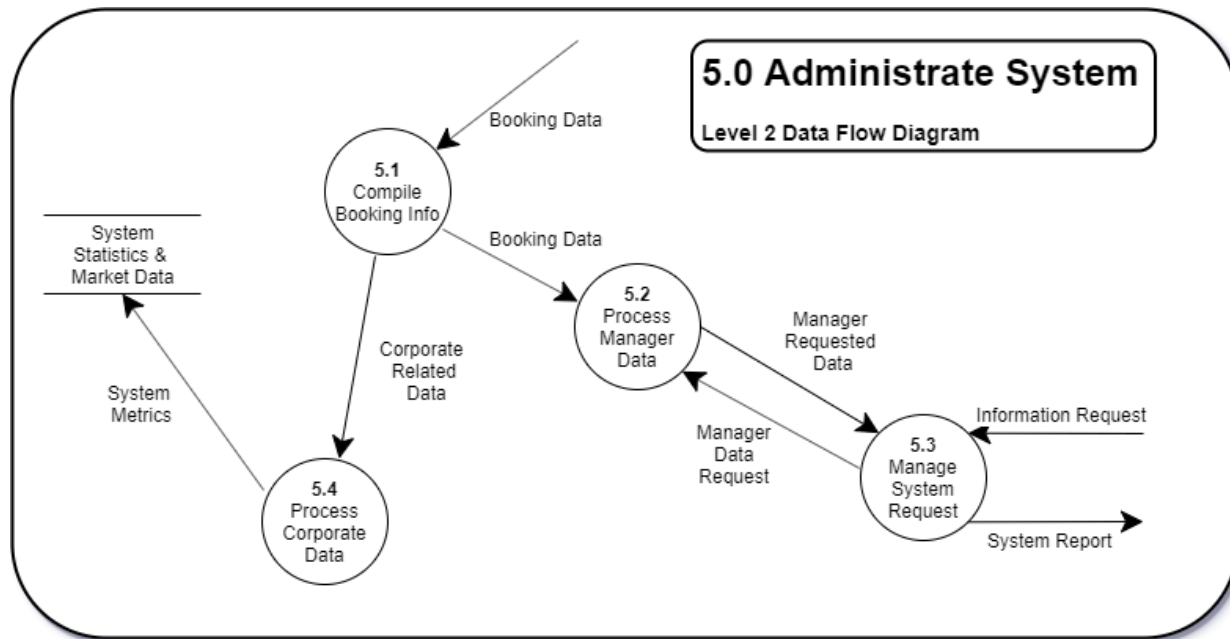 5.0 Administrate System
Level 2 Data Flow Diagram
Booking Data
5.1
Compile
Booking Info
System
Statistics &
Market Data
Booking Data
5.2
Process
Manager
Data
Manager
Requested
Data
Corporate
Related
Data
System
Metrics
Manager
Data
Request
Information Request
5.3
Manage
System
Request
System Report
5.4
Process
Corporate
Data